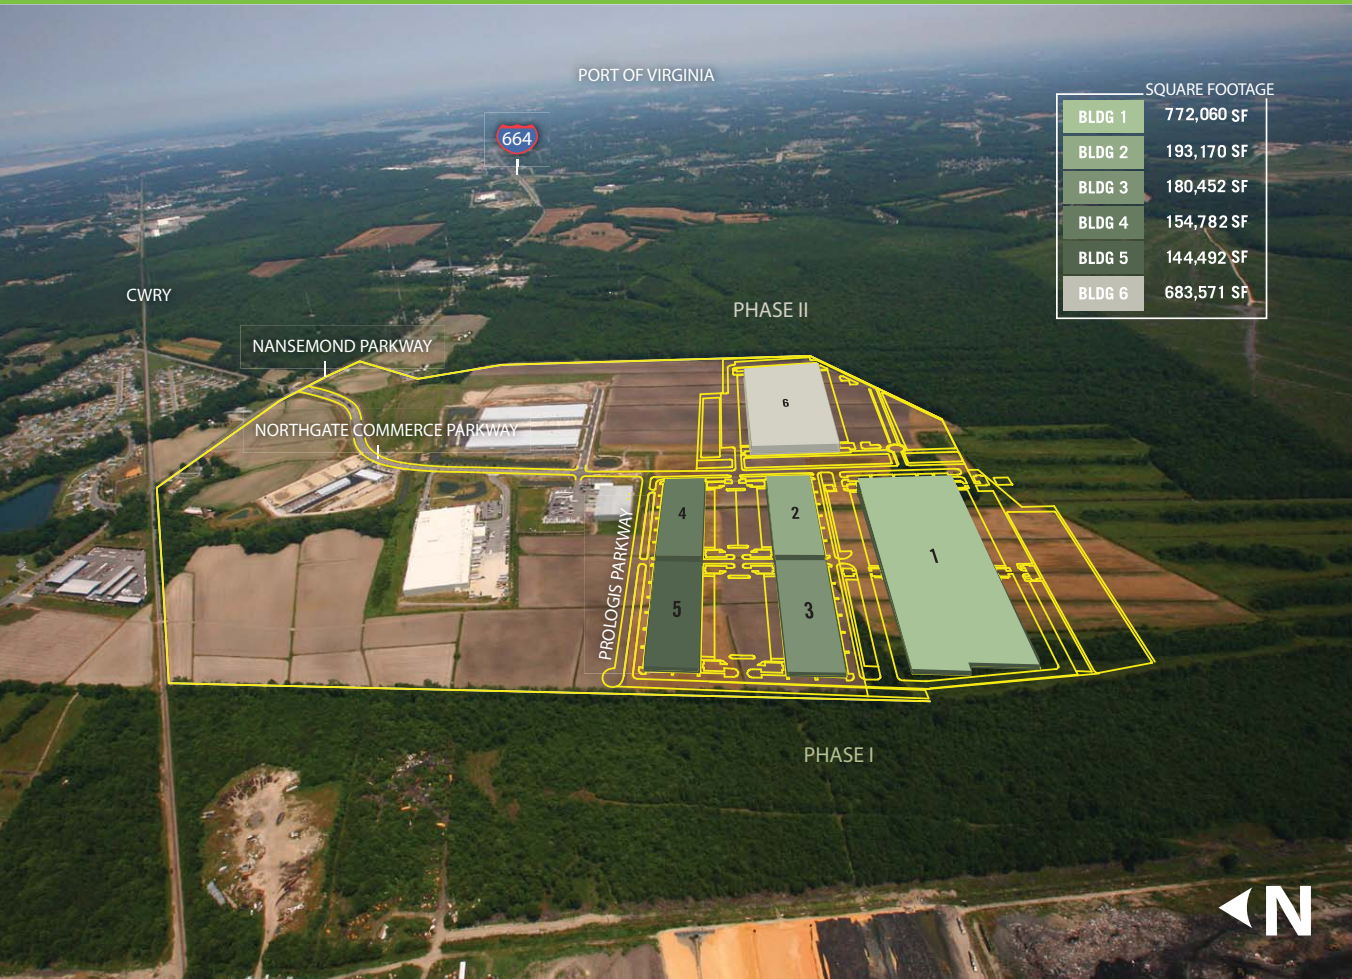 PORT OF VIRGINIA
664
SQUARE FOOTAGE
BLDG 1 772,060 SF
BLDG 2 193,170 SF
BLDG 3 180,452 SF
BLDG 4 154,782 SF
BLDG 5 144,492 SF
BLDG 6 683,571 SF
CWRY
PHASE II
NANSEMOND PARKWAY
6
NORTHGATE COMMERCE PARKWAY
4
2
1
PROLOGIS PARKWAY
5
3
PHASE I
N